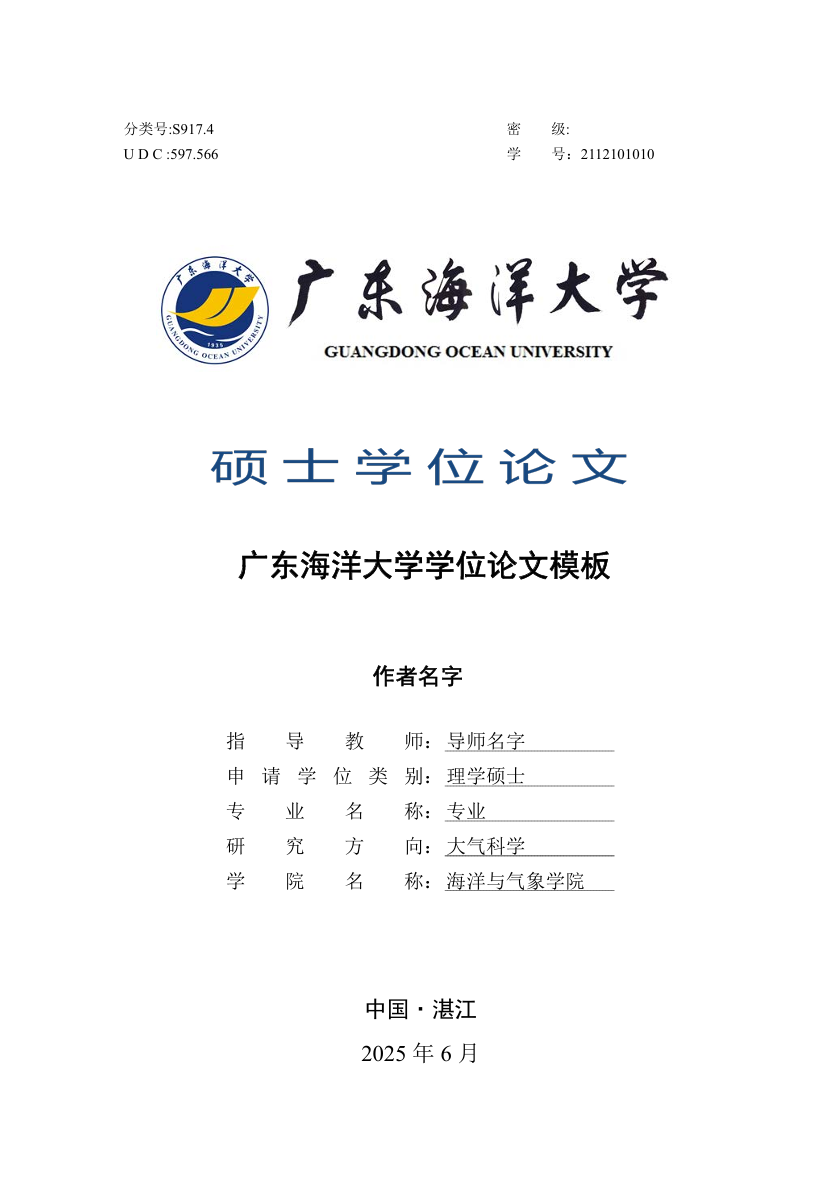 分类号:S917.4 密 级:
U D C :597.566 学 号：2112101010
广东海洋大学
GUANGDONG OCEAN UNIVERSITY
1935
广东海洋大学
GUANGDONG OCEAN UNIVERSITY
硕士学位论文
广东海洋大学学位论文模板
作者名字
指导教师：导师名字
申请学位类别：理学硕士
专业名称：专业
研究方向：大气科学
学院名称：海洋与气象学院
中国·湛江
2025 年 6 月